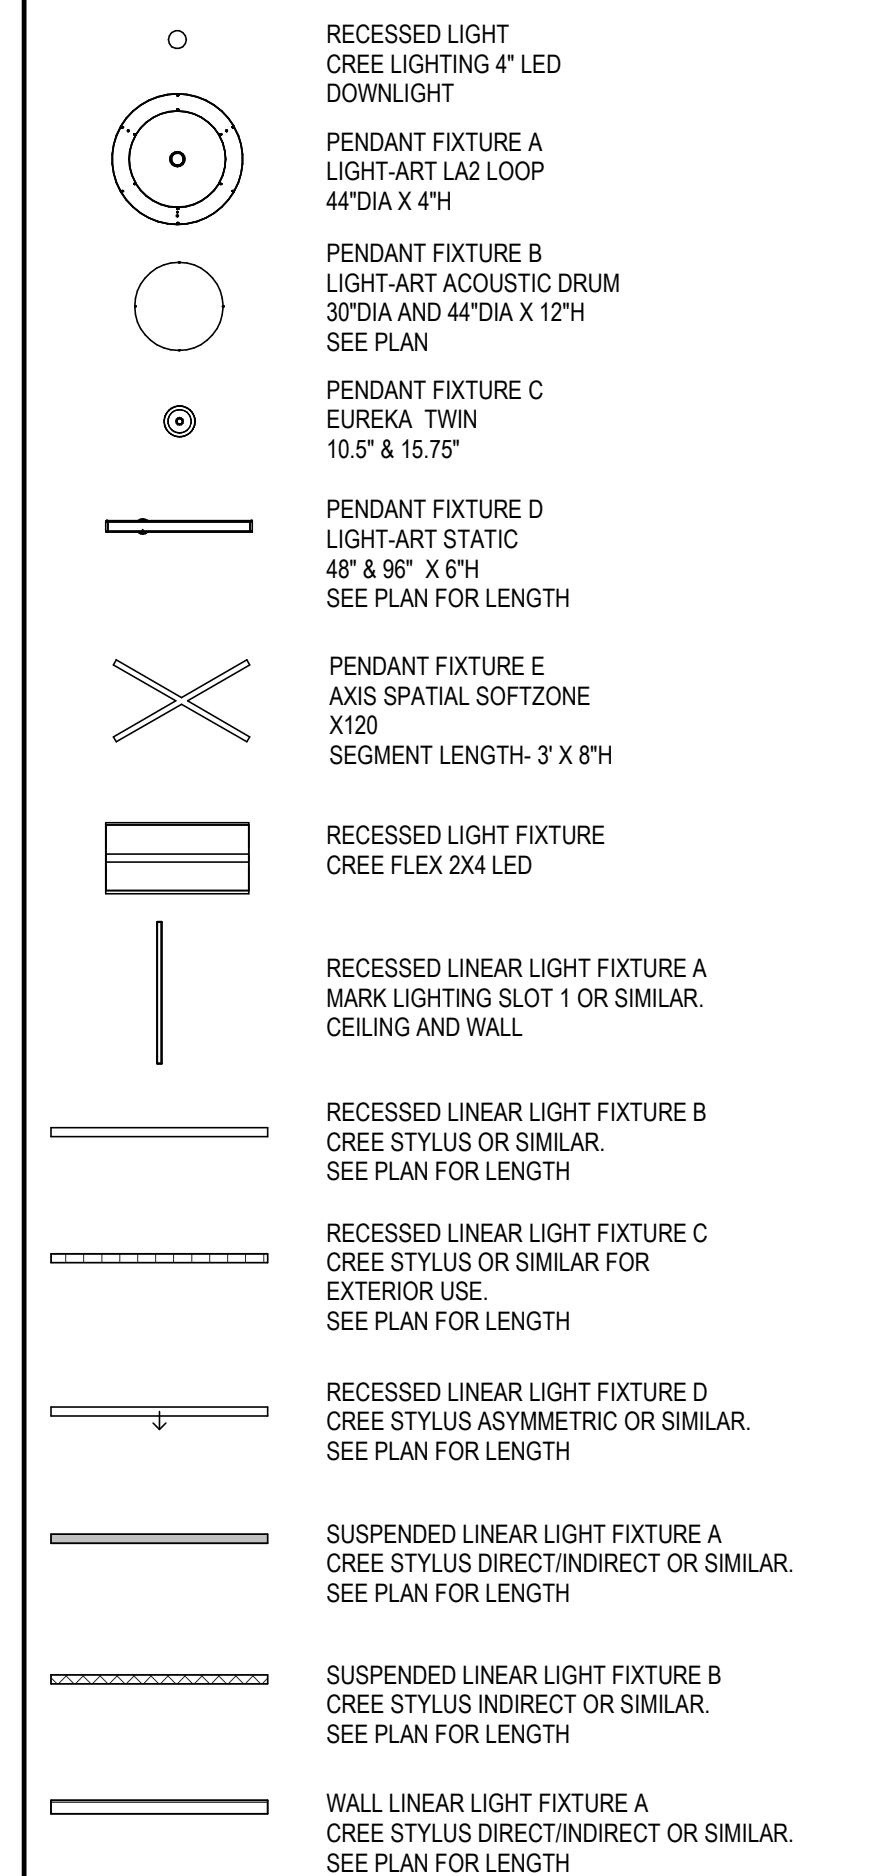 RECESSED LIGHT
CREE LIGHTING 4" LED
DOWNLIGHT
PENDANT FIXTURE A
LIGHT-ART LA2 LOOP
44"DIA X 4"H
PENDANT FIXTURE B
LIGHT-ART ACOUSTIC DRUM
30"DIA AND 44"DIA X 12"H
SEE PLAN
PENDANT FIXTURE C
EUREKA  TWIN
10.5" & 15.75"
PENDANT FIXTURE D
LIGHT-ART STATIC
48" & 96"  X 6"H
SEE PLAN FOR LENGTH
PENDANT FIXTURE E
AXIS SPATIAL SOFTZONE
X120
SEGMENT LENGTH- 3' X 8"H
RECESSED LIGHT FIXTURE
CREE FLEX 2X4 LED
RECESSED LINEAR LIGHT FIXTURE A
MARK LIGHTING SLOT 1 OR SIMILAR.
CEILING AND WALL
RECESSED LINEAR LIGHT FIXTURE B
CREE STYLUS OR SIMILAR.
SEE PLAN FOR LENGTH
RECESSED LINEAR LIGHT FIXTURE C
CREE STYLUS OR SIMILAR FOR
EXTERIOR USE.
SEE PLAN FOR LENGTH
RECESSED LINEAR LIGHT FIXTURE D
CREE STYLUS ASYMMETRIC OR SIMILAR.
SEE PLAN FOR LENGTH
SUSPENDED LINEAR LIGHT FIXTURE A
CREE STYLUS DIRECT/INDIRECT OR SIMILAR.
SEE PLAN FOR LENGTH
SUSPENDED LINEAR LIGHT FIXTURE B
CREE STYLUS INDIRECT OR SIMILAR.
SEE PLAN FOR LENGTH
WALL LINEAR LIGHT FIXTURE A
CREE STYLUS DIRECT/INDIRECT OR SIMILAR.
SEE PLAN FOR LENGTH